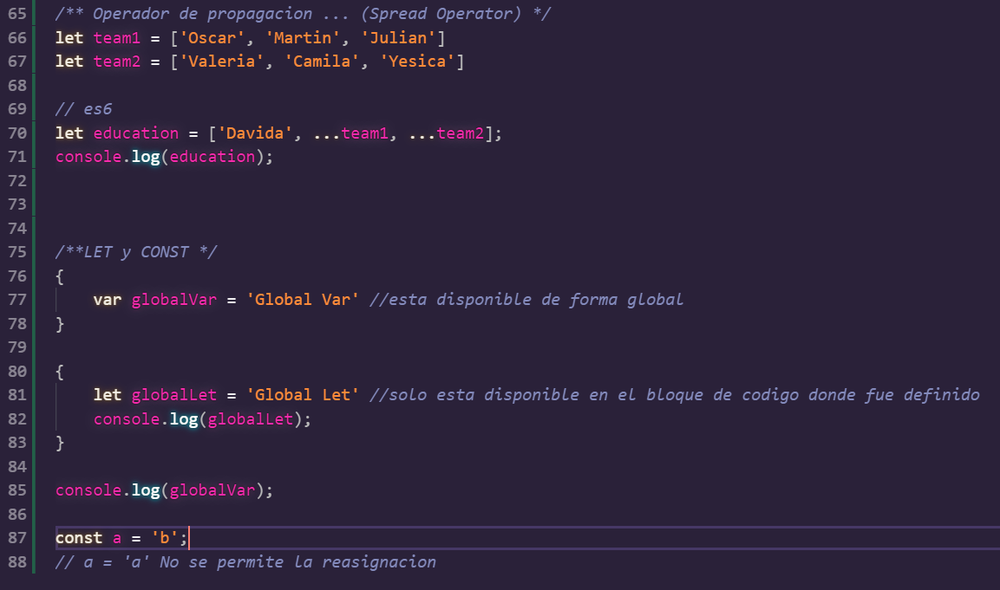 65 /** Operador de propagacion ... (Spread Operator) */
66 let team1 = ['Oscar', 'Martin', 'Julian']
67 let team2 = ['Valeria', 'Camila', 'Yesica']
68
69 // es6
70 let education = ['Davida', ...team1, ...team2];
71 console.log(education);
72
73
74
75 /**LET y CONST */
76 {
77     var globalVar = 'Global Var' //esta disponible de forma global
78 }
79
80 {
81     let globalLet = 'Global Let' //solo esta disponible en el bloque de codigo donde fue definido
82     console.log(globalLet);
83 }
84
85 console.log(globalVar);
86
87 const a = 'b';
88 // a = 'a' No se permite la reasignacion